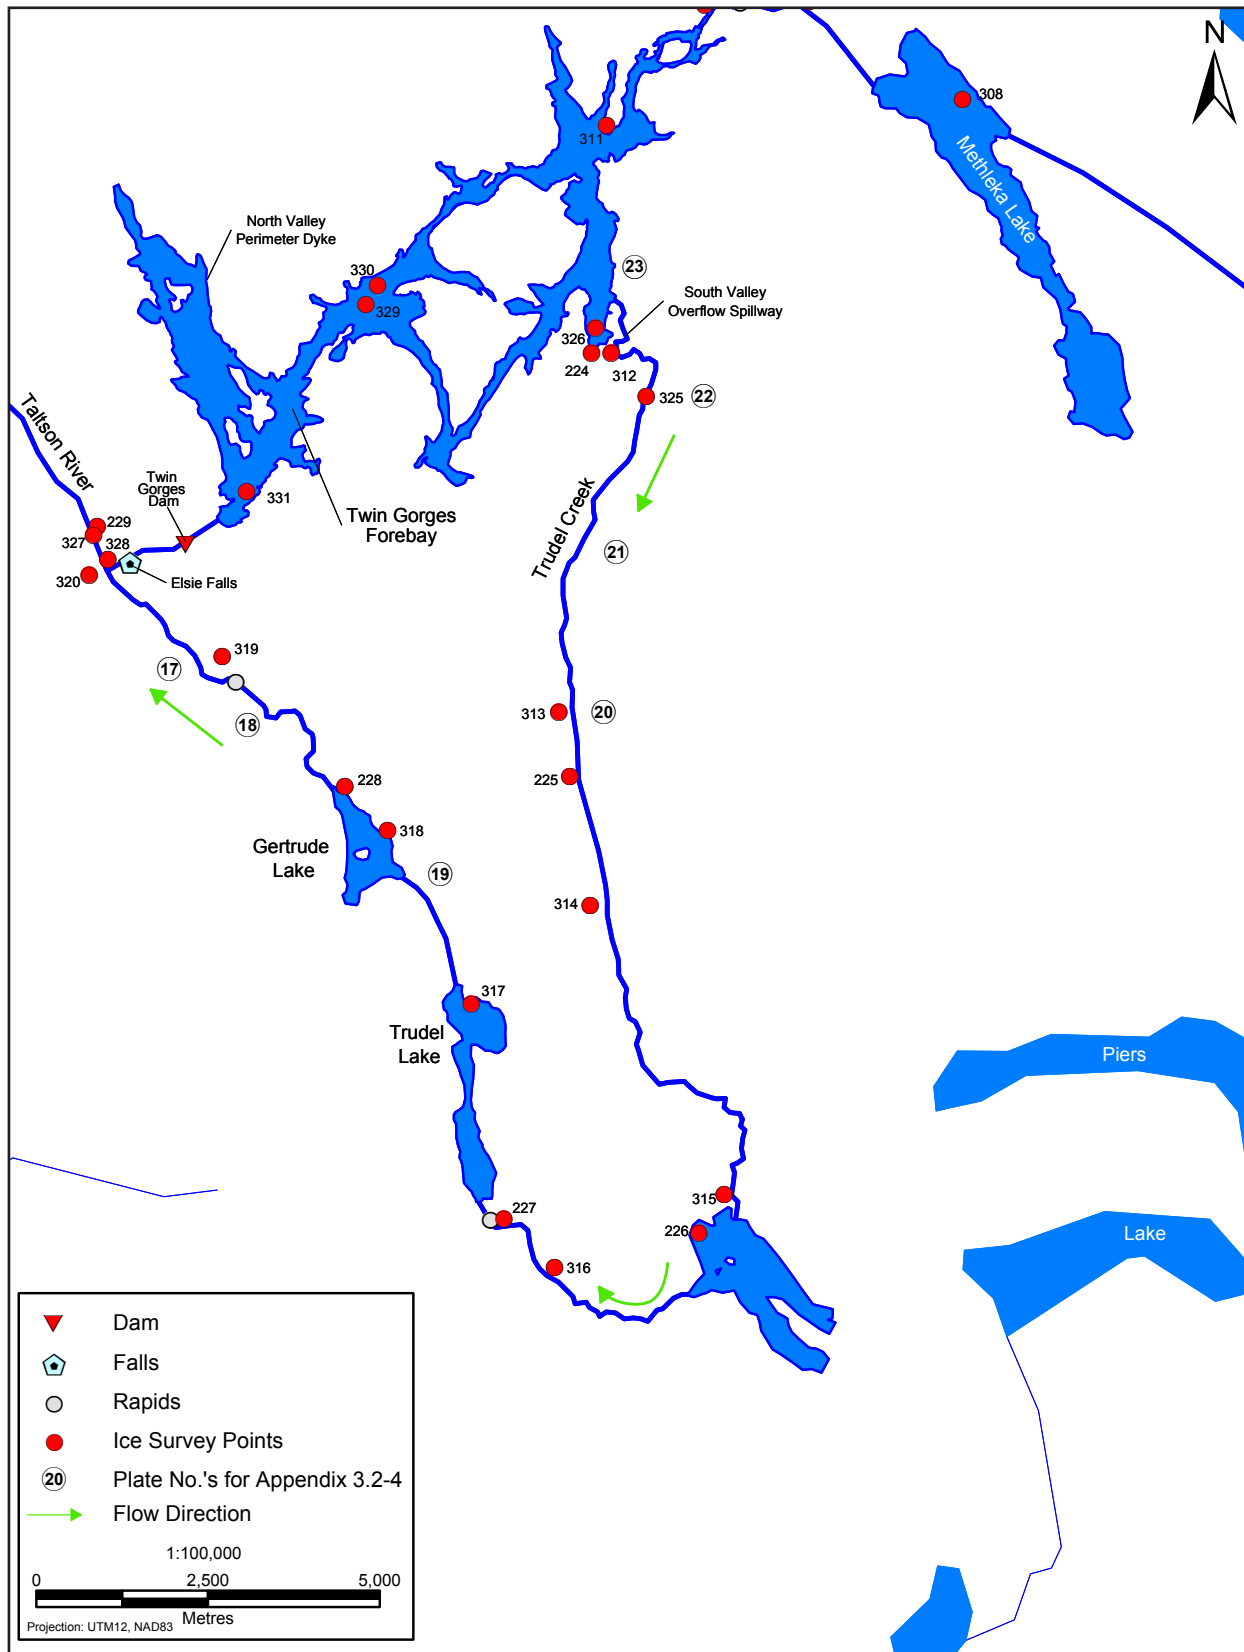 N
308
Methleka Lake
311
North Valley
Perimeter Dyke
23
330
329
South Valley
Overflow Spillway
326
224
312
325
22
Taltson River
Twin
Gorges
Dam
331
Twin Gorges
Forebay
229
327
328
320
Elsie Falls
Trudel Creek
21
319
17
18
313
20
225
228
318
Gertrude
Lake
19
314
317
Trudel
Lake
Piers
315
227
226
316
Lake
Dam
Falls
Rapids
Ice Survey Points
20 Plate No.'s for Appendix 3.2-4
Flow Direction
1:100,000
0 2,500 5,000
Metres
Projection: UTM12, NAD83